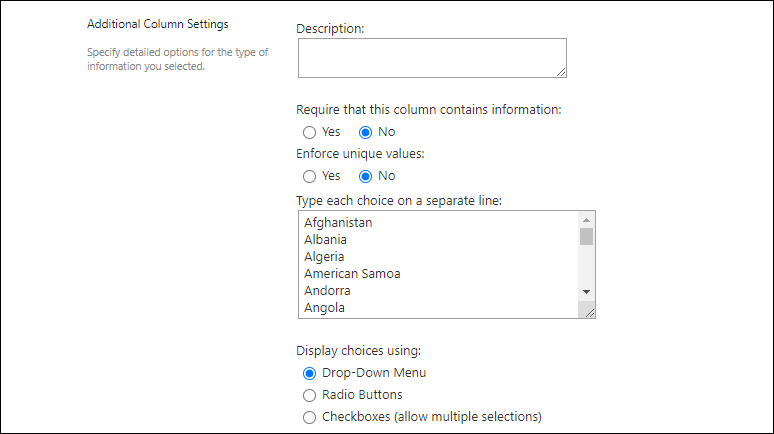 Additional Column Settings
Specify detailed options for the type of
information you selected.
Description:
Require that this column contains information:
Yes No
Enforce unique values:
Yes No
Type each choice on a separate line:
Afghanistan
Albania
Algeria
American Samoa
Andorra
Angola
Display choices using:
Drop-Down Menu
Radio Buttons
Checkboxes (allow multiple selections)